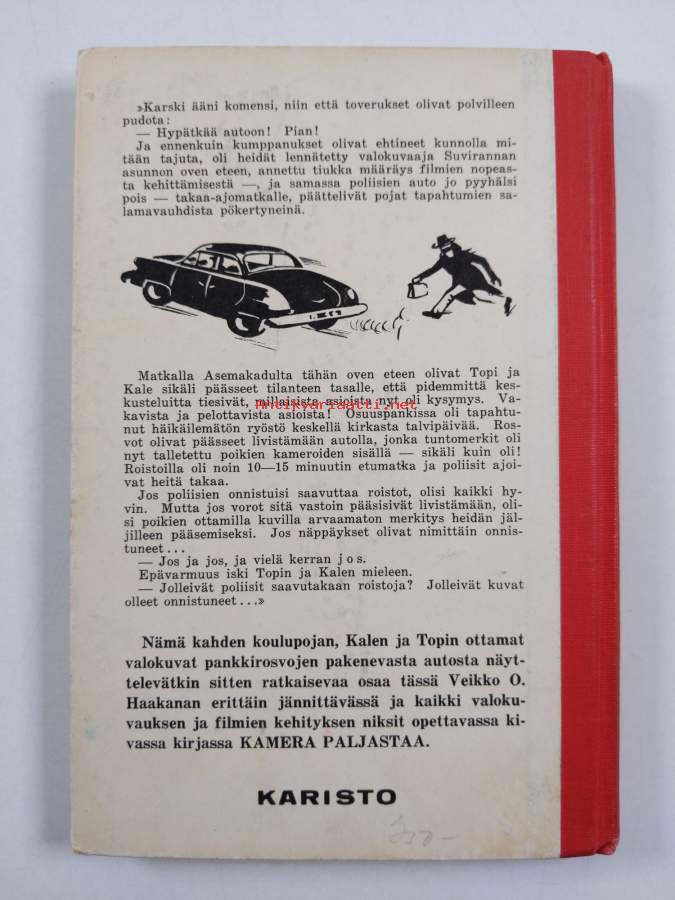 »Karski ääni komensi, niin että toverukset olivat polvilleen
pudota:
— Hypätkää autoon! Pian!
Ja ennenkuin kumppanukset olivat ehtineet kunnolla mi-
tään tajuta, oli heidät lennätetty valokuvaaja Suvirannan
asunnon oven eteen, annettu tiukka määräys filmien nopeas-
ta kehittämisestä —, ja samassa poliisien auto jo pyyhälsi
pois — takaa-ajomatkalle, päättelivät pojat tapahtumien sa-
lamavauhdista pökertyneinä.
Matkalla Asemakadulta tähän oven eteen olivat Topi ja
Kale sikäli päässeet tilanteen tasalle, että pidemmittä kes-
kusteluitta tiesivät, millaisista asioista nyt oli kysymys. Va-
Antikvariaatti.net
kavista ja pelottavista asioista! Osuuspankissa oli tapahtu-
nut häikäilemätön ryöstö keskellä kirkasta talvipäivää. Ros-
vot olivat päässeet livistämään autolla, jonka tuntomerkit oli
nyt talletettu poikien kameroiden sisällä — sikäli kuin oli!
Roistoilla oli noin 10—15 minuutin etumatka ja poliisit ajoi-
vat heitä takaa.
Jos poliisien onnistuisi saavuttaa roistot, olisi kaikki hy-
vin. Mutta jos vorot sitä vastoin pääsisivät livistämään, oli-
si poikien ottamilla kuvilla arvaamaton merkitys heidän jäl-
jilleen pääsemiseksi. Jos näppäykset olivat nimittäin onnis-
tuneet...
— Jos ja jos, ja vielä kerran jos.
Epävarmuus iski Topin ja Kalen mieleen.
— Jolleivät poliisit saavutakaan roistoja? Jolleivät kuvat
olleet onnistuneet...»
Nämä kahden koulupojan, Kalen ja Topin ottamat
valokuvat pankkirosvojen pakenevasta autosta näyt-
televätkin sitten ratkaisevaa osaa tässä Veikko O.
Haakanan erittäin jännittävässä ja kaikki valoku-
vauksen ja filmien kehityksen niksit opettavassa ki-
vassa kirjassa KAMERA PALJASTAA.
KARISTO